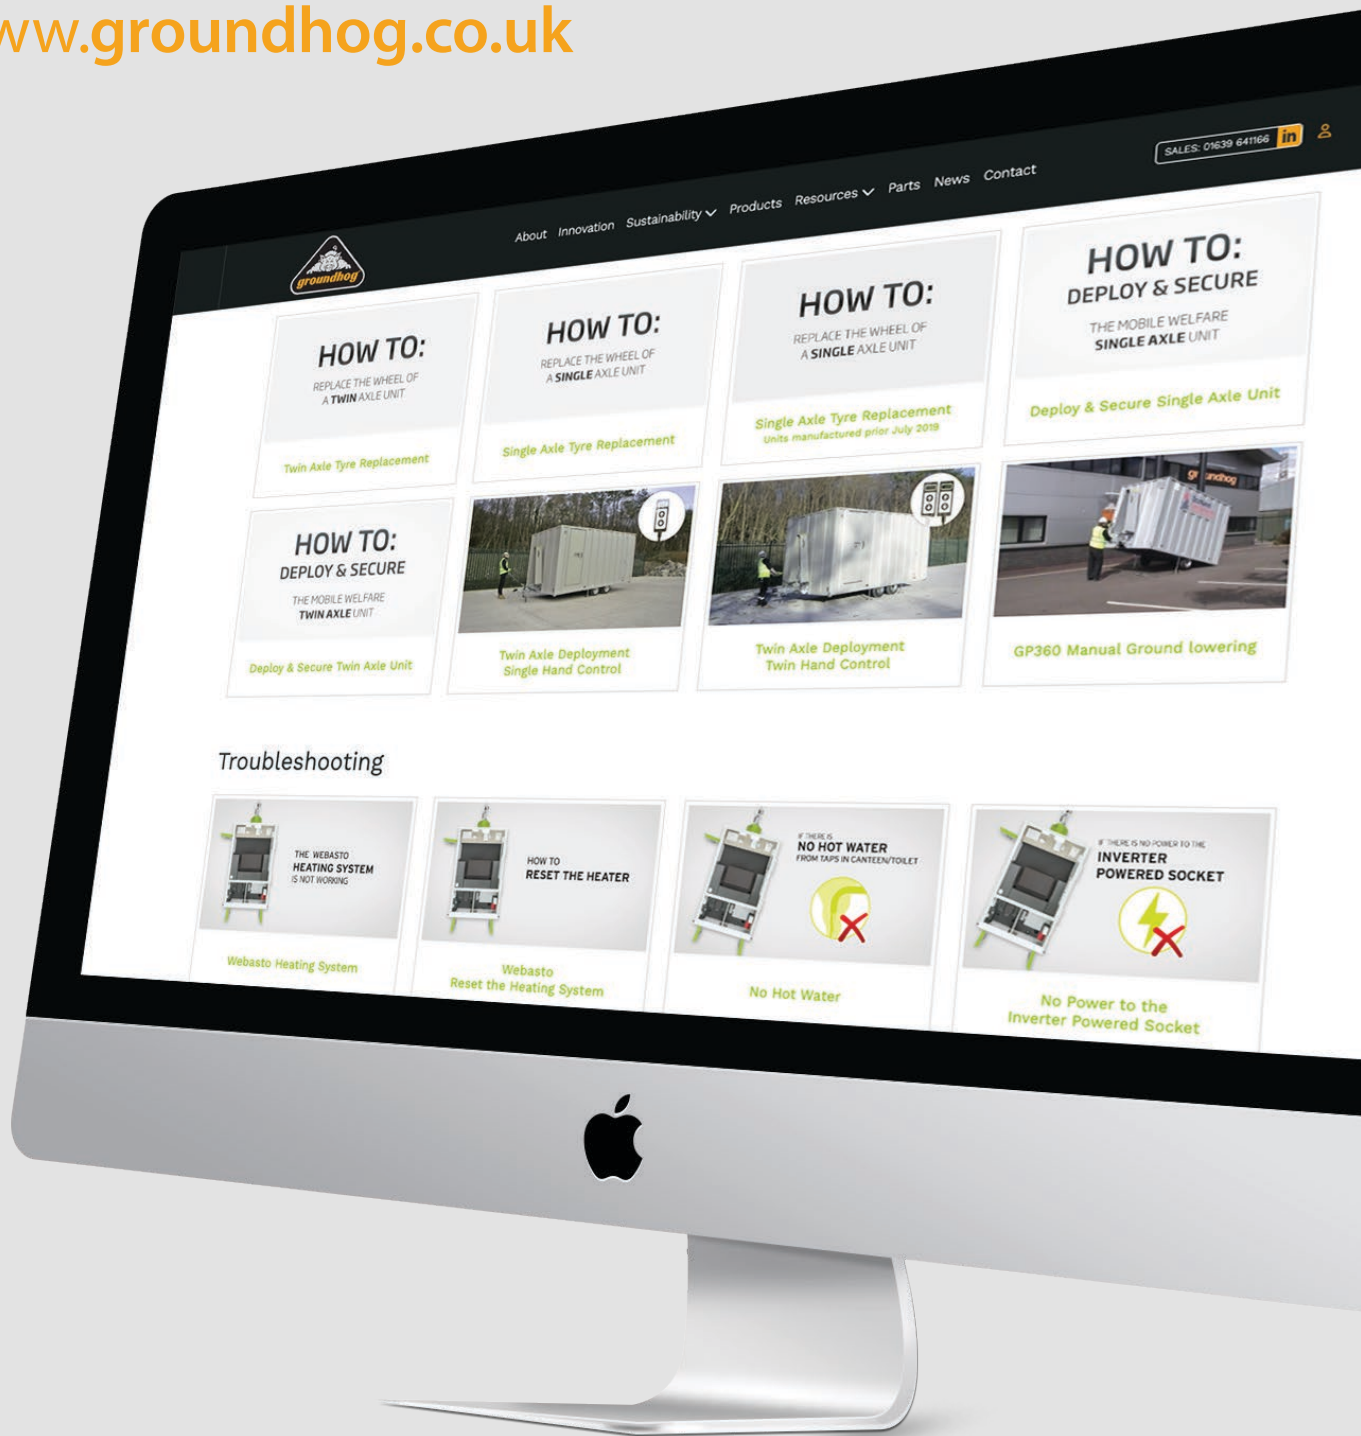 ww.groundhog.co.uk
SALES: 01639 641166 in
About Innovation Sustainability Products Resources Parts News Contact
groundhog
HOW TO:
REPLACE THE WHEEL OF
A TWIN AXLE UNIT
Twin Axle Tyre Replacement
HOW TO:
REPLACE THE WHEEL OF
A SINGLE AXLE UNIT
Single Axle Tyre Replacement
HOW TO:
REPLACE THE WHEEL OF
A SINGLE AXLE UNIT
Single Axle Tyre Replacement
Units manufactured prior July 2019
HOW TO:
DEPLOY & SECURE
THE MOBILE WELFARE
SINGLE AXLE UNIT
Deploy & Secure Single Axle Unit
HOW TO:
DEPLOY & SECURE
THE MOBILE WELFARE
TWIN AXLE UNIT
Deploy & Secure Twin Axle Unit
Twin Axle Deployment
Single Hand Control
Twin Axle Deployment
Twin Hand Control
groundhog
GP360 Manual Ground lowering
Troubleshooting
THE WEBASTO
HEATING SYSTEM
IS NOT WORKING
Webasto Heating System
HOW TO
RESET THE HEATER
Webasto
Reset the Heating System
IF THERE IS
NO HOT WATER
FROM TAPS IN CANTEEN/TOILET
No Hot Water
IF THERE IS NO POWER TO THE
INVERTER
POWERED SOCKET
No Power to the
Inverter Powered Socket